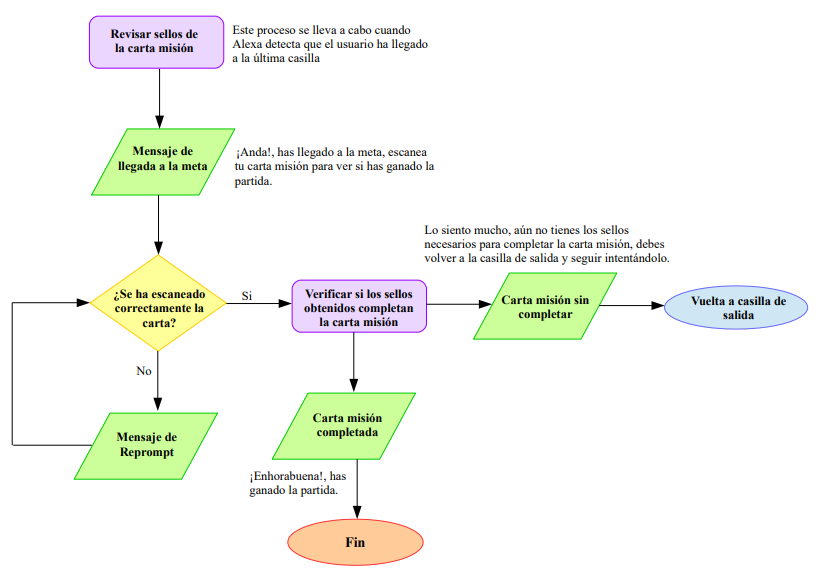 Revisar sellos de
la carta misión
Este proceso se lleva a cabo cuando
Alexa detecta que el usuario ha llegado
a la última casilla
Mensaje de
llegada a la meta
¡Anda!, has llegado a la meta, escanea
tu carta misión para ver si has ganado la
partida.
Lo siento mucho, aún no tienes los sellos
necesarios para completar la carta misión, debes
volver a la casilla de salida y seguir intentándolo.
¿Se ha escaneado
correctamente la
carta?
Si
Verificar si los sellos
obtenidos completan
la carta misión
Carta misión sin
completar
Vuelta a casilla de
salida
No
Mensaje de
Reprompt
Carta misión
completada
¡Enhorabuena!, has
ganado la partida.
Fin